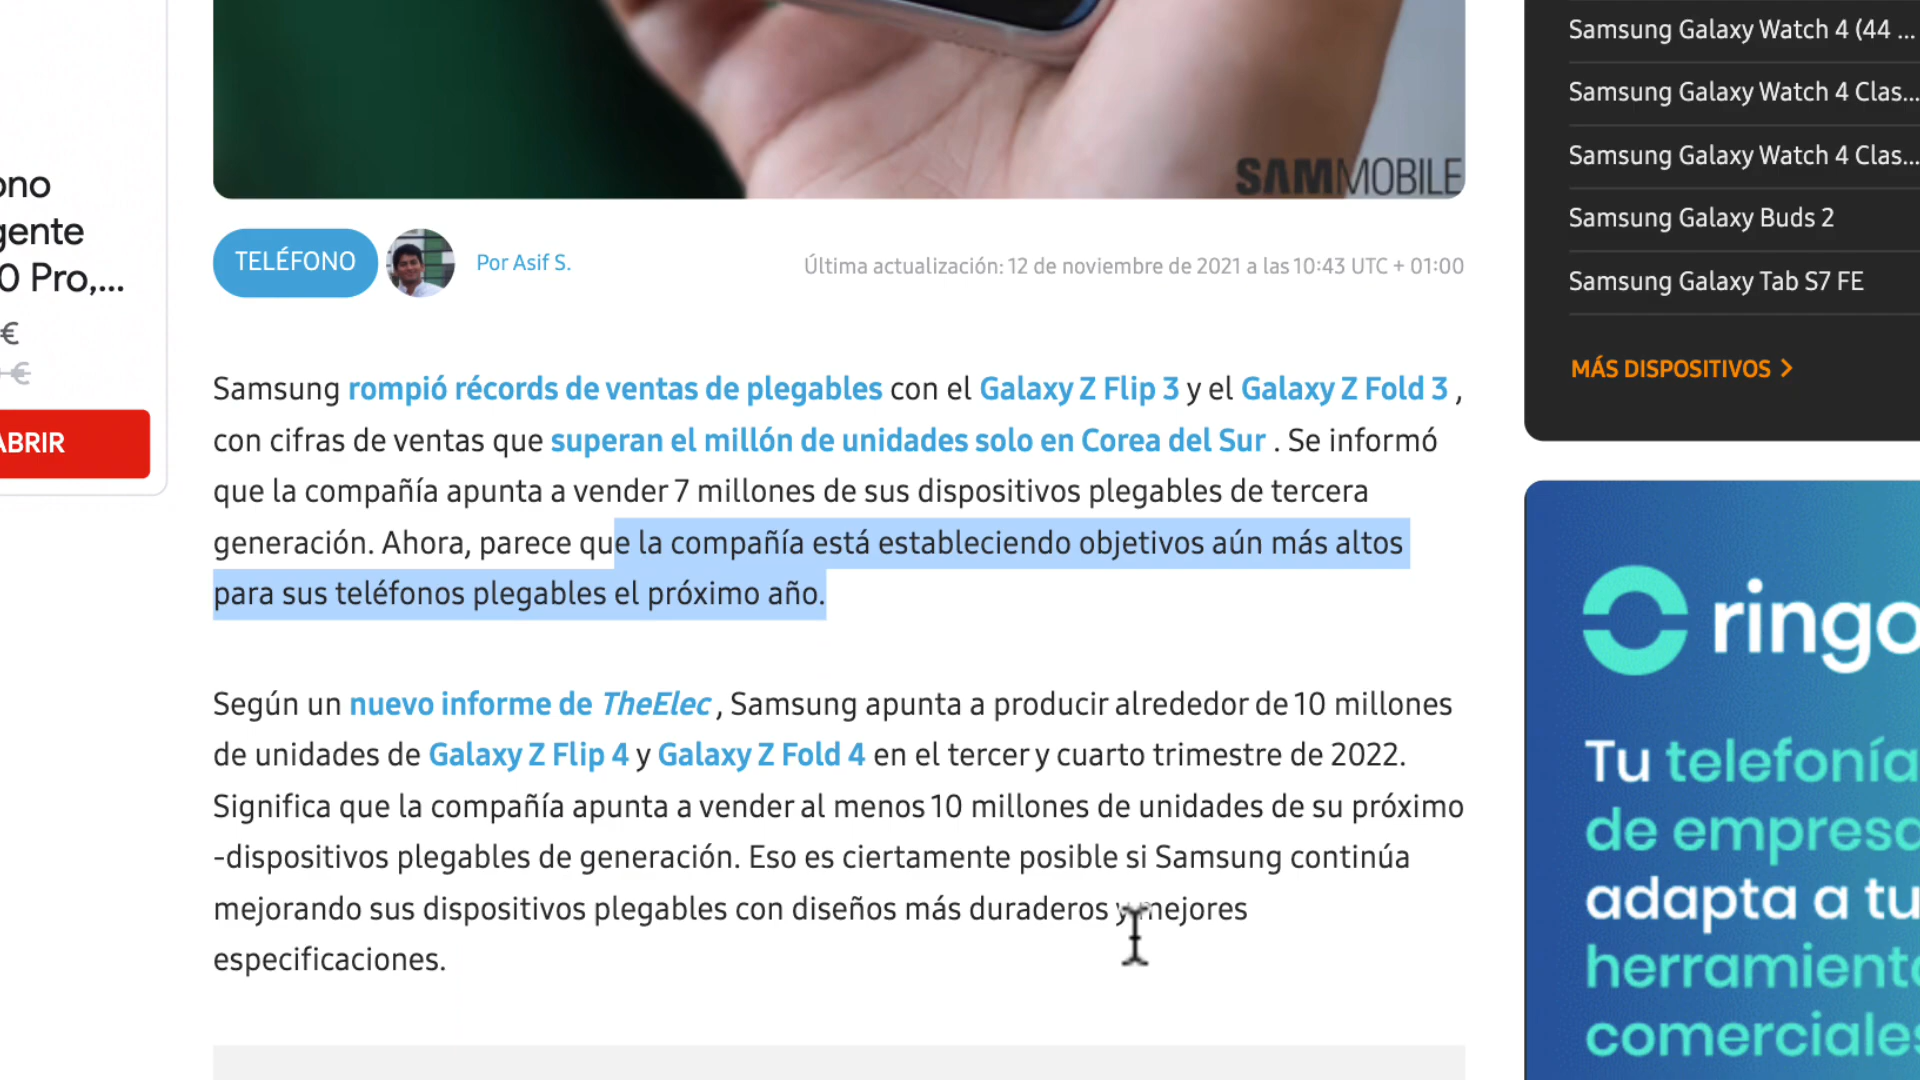 SAMMOBILE
ono
gente
0 Pro,...
€
€
ABRIR
TELÉFONO
Por Asif S.
Última actualización: 12 de noviembre de 2021 a las 10:43 UTC + 01:00
Samsung rompió récords de ventas de plegables con el Galaxy Z Flip 3 y el Galaxy Z Fold 3 ,
con cifras de ventas que superan el millón de unidades solo en Corea del Sur . Se informó
que la compañía apunta a vender 7 millones de sus dispositivos plegables de tercera
generación. Ahora, parece que la compañía está estableciendo objetivos aún más altos
para sus teléfonos plegables el próximo año.
Según un nuevo informe de TheElec , Samsung apunta a producir alrededor de 10 millones
de unidades de Galaxy Z Flip 4 y Galaxy Z Fold 4 en el tercer y cuarto trimestre de 2022.
Significa que la compañía apunta a vender al menos 10 millones de unidades de su próximo
-dispositivos plegables de generación. Eso es ciertamente posible si Samsung continúa
mejorando sus dispositivos plegables con diseños más duraderos y mejores
especificaciones.
Samsung Galaxy Watch 4 (44 ...
Samsung Galaxy Watch 4 Clas...
Samsung Galaxy Watch 4 Clas...
Samsung Galaxy Buds 2
Samsung Galaxy Tab S7 FE
MÁS DISPOSITIVOS >
ringo
Tu telefonía
de empresa
adapta a tu
herramient
comerciales